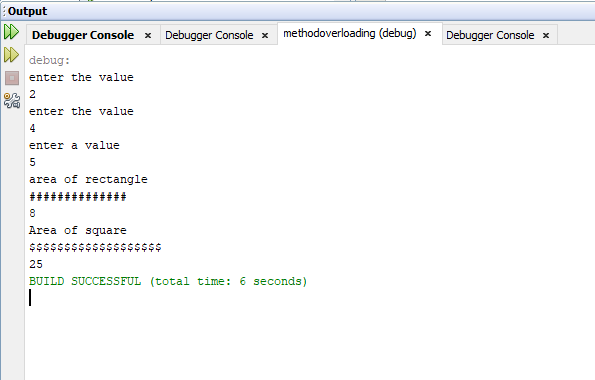 Output
Debugger Console × Debugger Console × methodoverloading (debug) × Debugger Console ×
debug:
enter the value
2
enter the value
4
enter a value
5
area of rectangle
##############
8
Area of square
$$$$$$$$$$$$$$$$$$$
25
BUILD SUCCESSFUL (total time: 6 seconds)